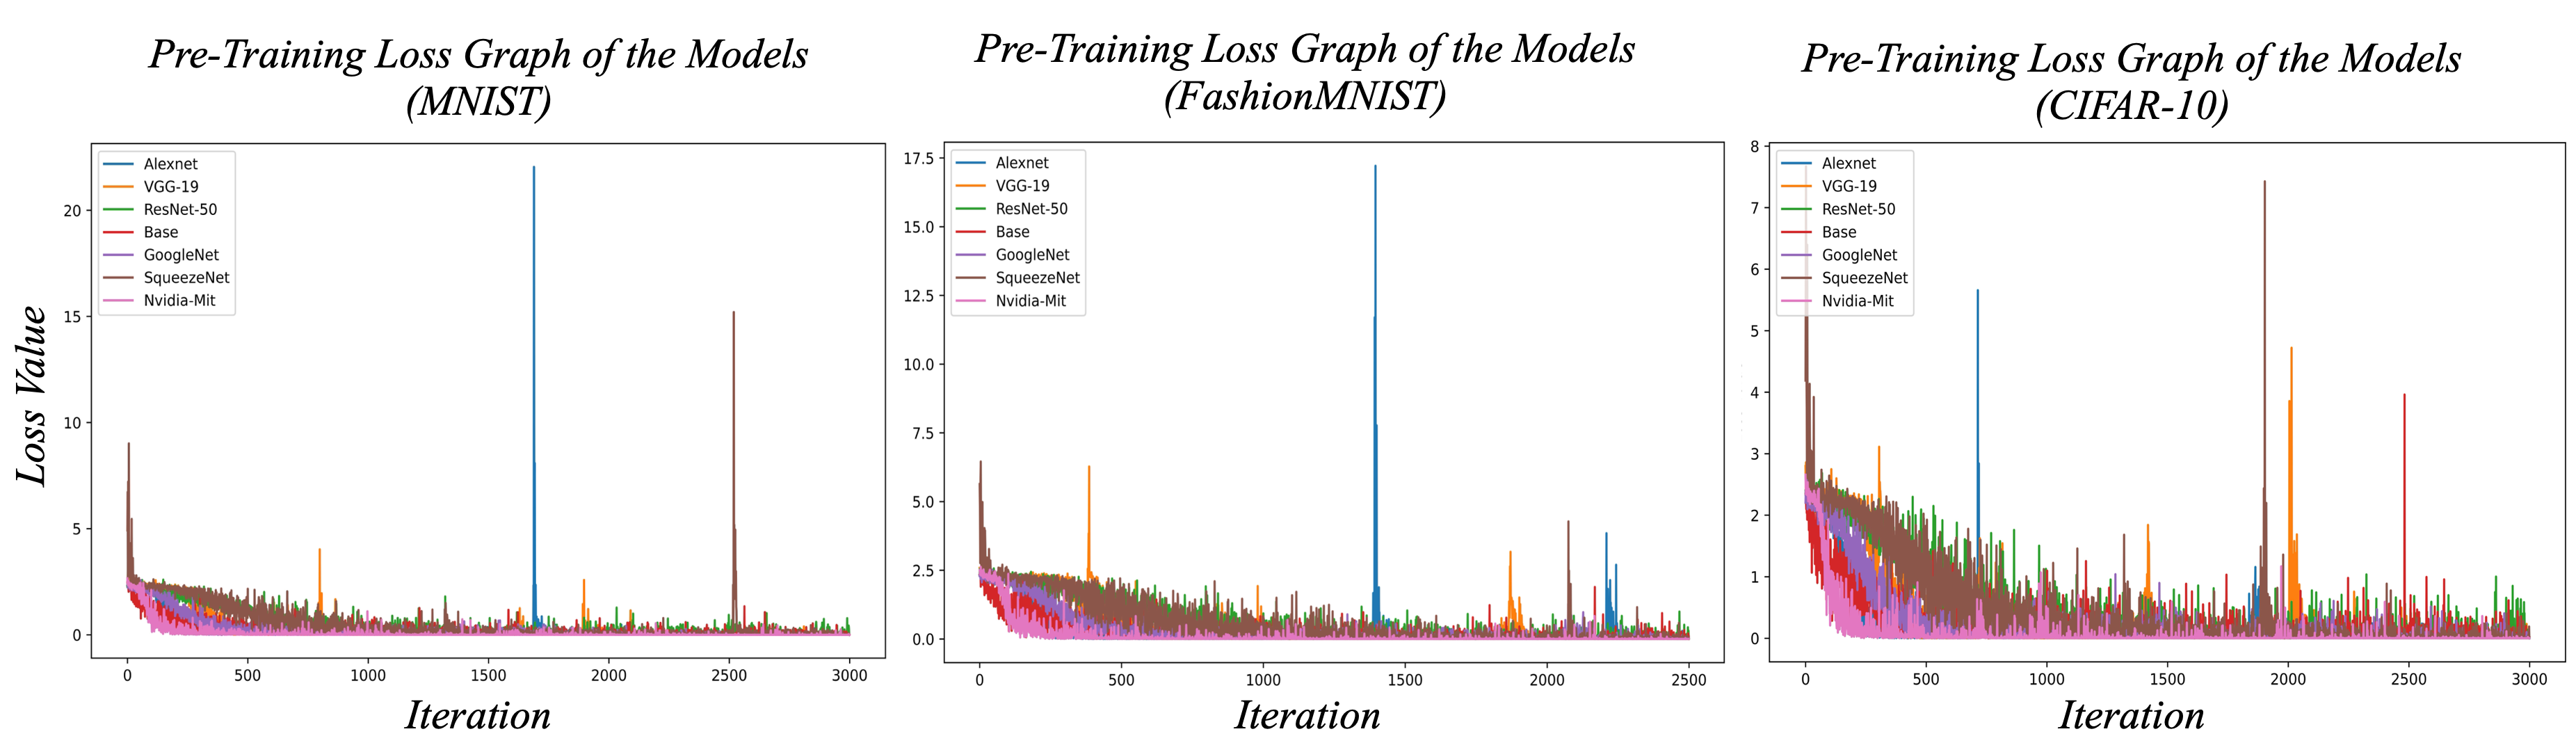 Pre-Training Loss Graph of the Models
(MNIST)
Loss Value
20
15
10
5
0
Alexnet
VGG-19
ResNet-50
Base
GoogleNet
SqueezeNet
Nvidia-Mit
0 500 1000 1500 2000 2500 3000
Iteration
Pre-Training Loss Graph of the Models
(FashionMNIST)
17.5
15.0
12.5
10.0
7.5
5.0
2.5
0.0
Alexnet
VGG-19
ResNet-50
Base
GoogleNet
SqueezeNet
Nvidia-Mit
0 500 1000 1500 2000 2500
Iteration
Pre-Training Loss Graph of the Models
(CIFAR-10)
8
7
6
5
4
3
2
1
0
Alexnet
VGG-19
ResNet-50
Base
GoogleNet
SqueezeNet
Nvidia-Mit
0 500 1000 1500 2000 2500 3000
Iteration